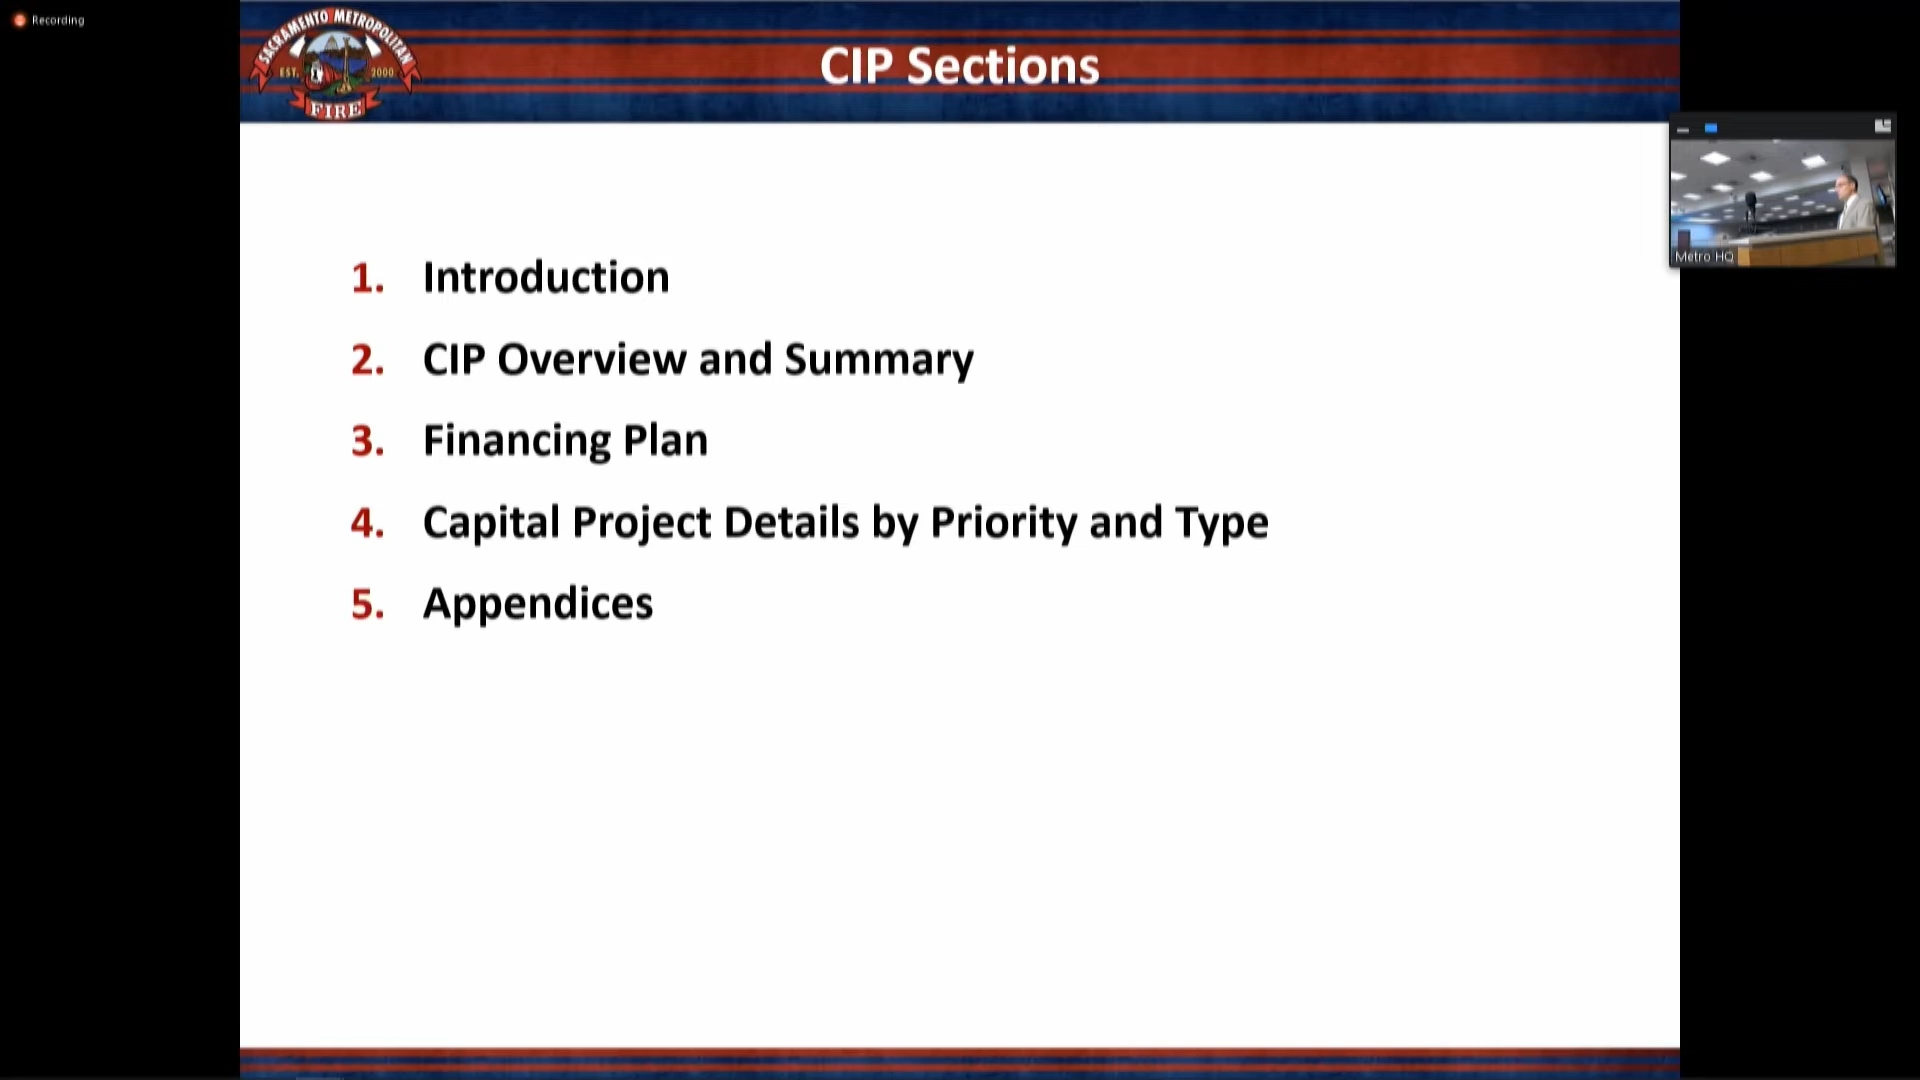 Recording
SACRAMENTO METROPOLITAN
EST. 2000
FIRE
CIP Sections
Metro HQ
1. Introduction
2. CIP Overview and Summary
3. Financing Plan
4. Capital Project Details by Priority and Type
5. Appendices